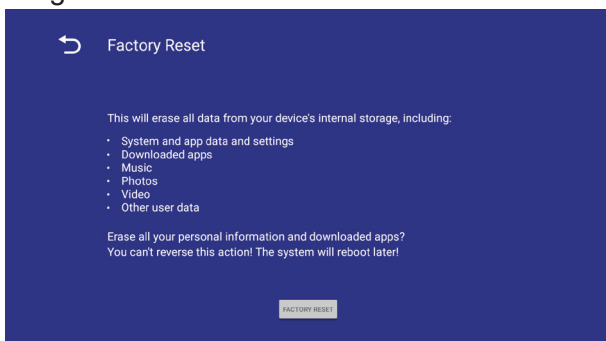 Factory Reset
This will erase all data from your device's internal storage, including:
• System and app data and settings
• Downloaded apps
• Music
• Photos
• Video
• Other user data
Erase all your personal information and downloaded apps?
You can't reverse this action! The system will reboot later!
FACTORY RESET